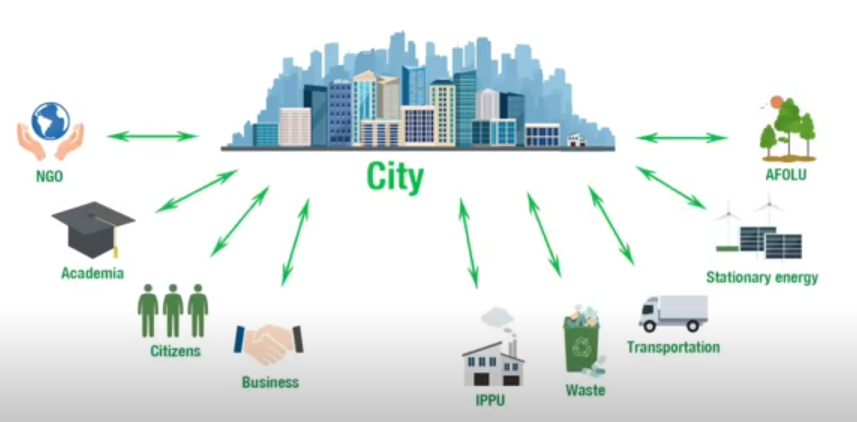 City
NGO
AFOLU
Academia
Stationary energy
Citizens
Transportation
Business
Waste
IPPU